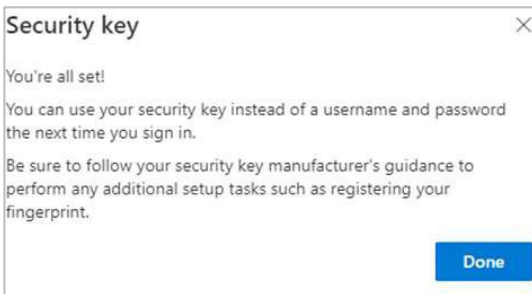 Security key
You're all set!
You can use your security key instead of a username and password
the next time you sign in.
Be sure to follow your security key manufacturer's guidance to
perform any additional setup tasks such as registering your
fingerprint.
Done